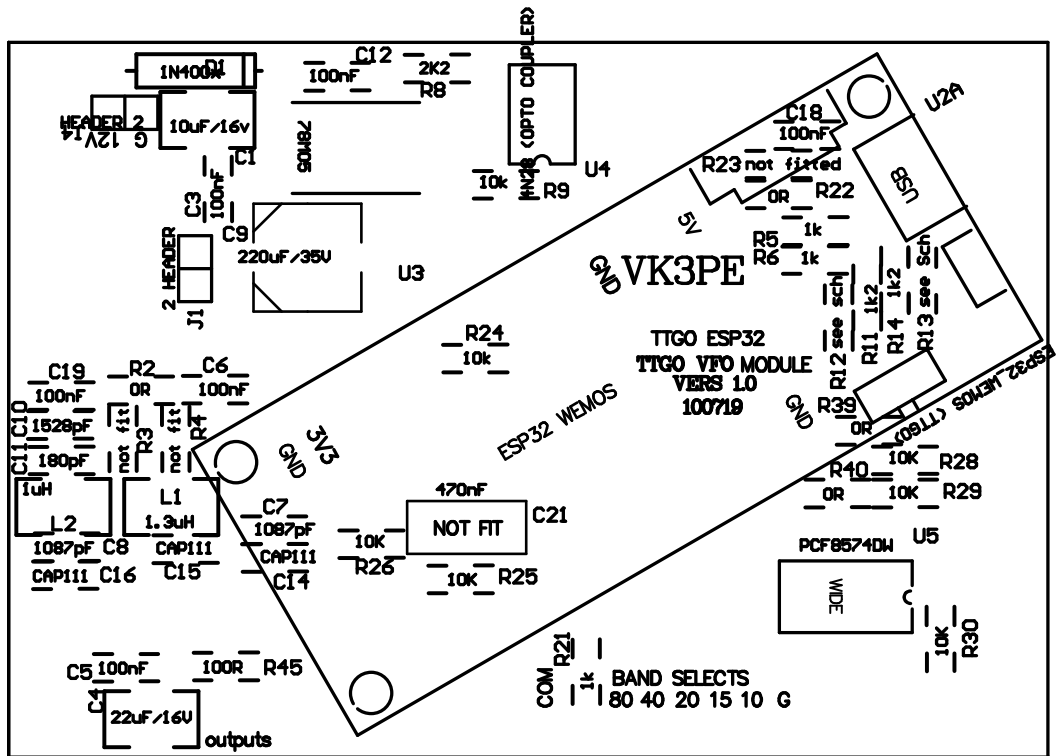 C12
D1
1N400X
100nF
2K2
R8
HEADER 2
G 12V
10uF/16v
C1
78M05
4N28 (OPTO COUPLER)
U4
10k
R9
U2A
USB
C18
100nF
R23
not fitted
OR
R22
5V
R5
1k
R6
1k
C3
100nF
C9
220uF/35V
U3
2 HEADER
J1
GND
VK3PE
see sch
1k2
1k2
see Sch
R12
R11
R14
R13
R24
10k
TTGO ESP32
TTGO VFO MODULE
VERS 1.0
100719
ESP32_WEMOS (TTGO)
ESP32 WEMOS
GND
R39
OR
C19
100nF
R2
OR
C6
100nF
C10
1528pF
C11
180pF
not fit
R3
not fit
R4
3V3
GND
R40
OR
10K
R28
10K
R29
1uH
L2
L1
1.3uH
1087pF
C8
CAP111
C16
CAP111
C15
C7
1087pF
CAP111
C14
10K
R26
470nF
NOT FIT
C21
10K
R25
U5
PCF8574DW
WIDE
10K
R30
C5
100nF
100R
R45
C4
22uF/16V
outputs
COM
R21
1k
BAND SELECTS
80 40 20 15 10 G